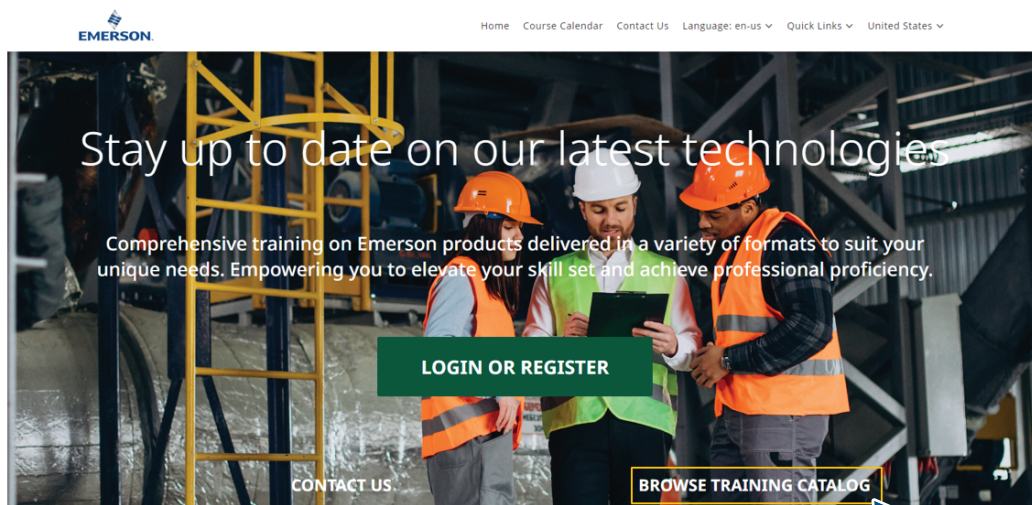 EMERSON
Home Course Calendar Contact Us Language: en-us Quick Links United States
Stay up to date on our latest technologies
Comprehensive training on Emerson products delivered in a variety of formats to suit your
unique needs. Empowering you to elevate your skill set and achieve professional proficiency.
LOGIN OR REGISTER
CONTACT US
BROWSE TRAINING CATALOG